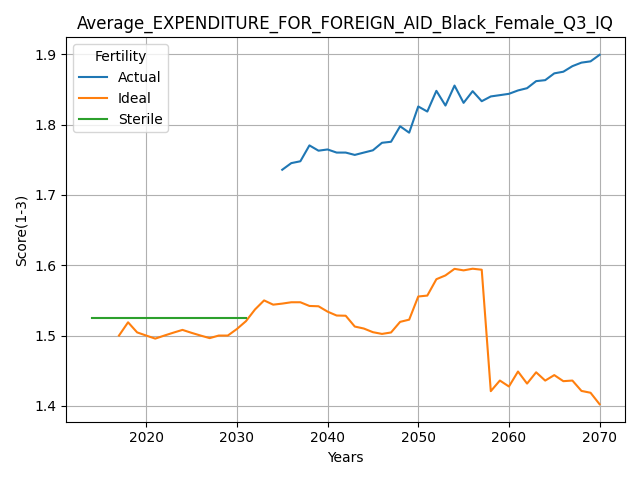 Average_EXPENDITURE_FOR_FOREIGN_AID_Black_Female_Q3_IQ
Fertility
Actual
Ideal
Sterile
Score(1-3)
1.9
1.8
1.7
1.6
1.5
1.4
2020 2030 2040 2050 2060 2070
Years